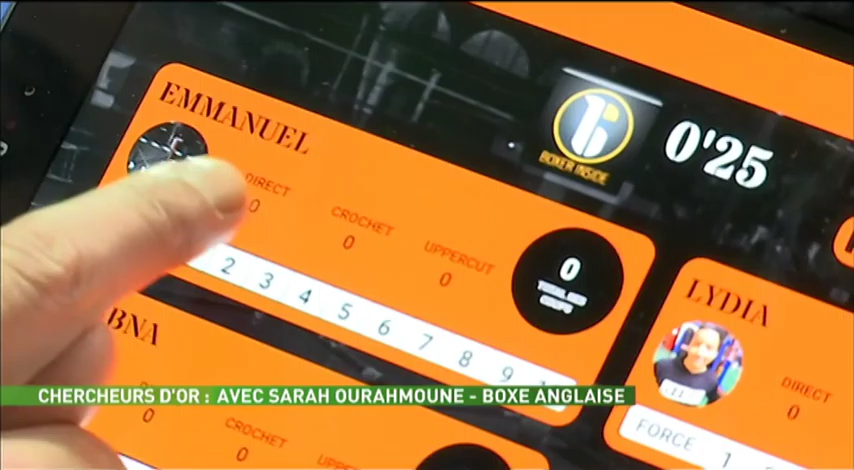 EMMANUEL
BOXER INSIDE
0'25
DIRECT
0
CROCHET
0
UPPERCUT
0
0
2 3 4 5 6 7 8 9
LYDIA
DIRECT
0
FORCE 1
BNA
0
CROCHET
0
CHERCHEURS D'OR : AVEC SARAH OURAHMOUNE - BOXE ANGLAISE